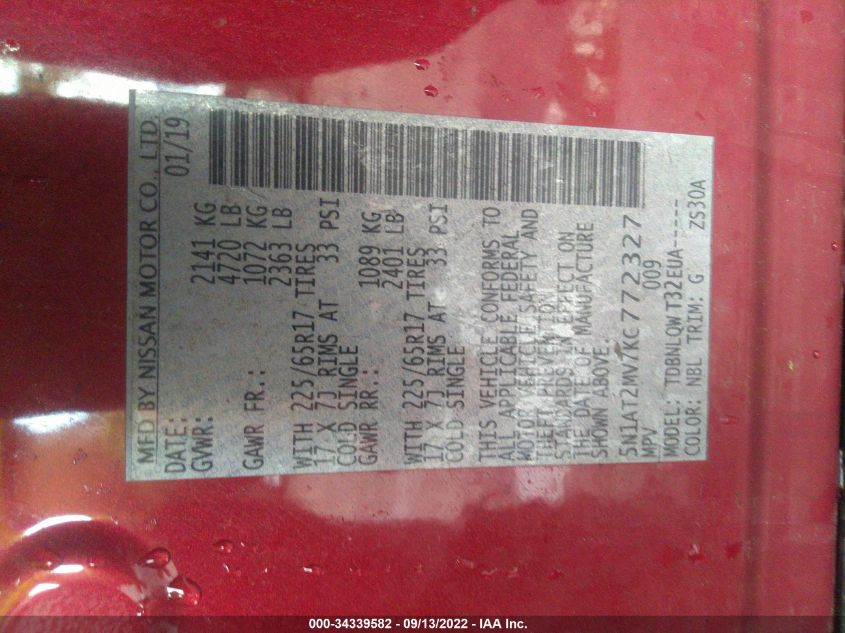 MFD BY NISSAN MOTOR CO., LTD.
DATE: 01/19
GVWR: 2141 KG
4720 LB
GAWR FR.: 1072 KG
2363 LB
WITH 225/65R17 TIRES
17 X 7J RIMS AT 33 PSI
COLD SINGLE
GAWR RR.: 1089 KG
2401 LB
WITH 225/65R17 TIRES
17 X 7J RIMS AT 33 PSI
COLD SINGLE
THIS VEHICLE CONFORMS TO
ALL APPLICABLE FEDERAL
MOTOR VEHICLE SAFETY AND
THEFT PREVENTION
STANDARDS IN EFFECT ON
THE DATE OF MANUFACTURE
SHOWN ABOVE.
5N1AT2MV7KC772327
MPV 009
MODEL: TDBNLQWT32EUA-----
COLOR: NBL TRIM: G ZS30A
000-34339582 - 09/13/2022 - IAA Inc.